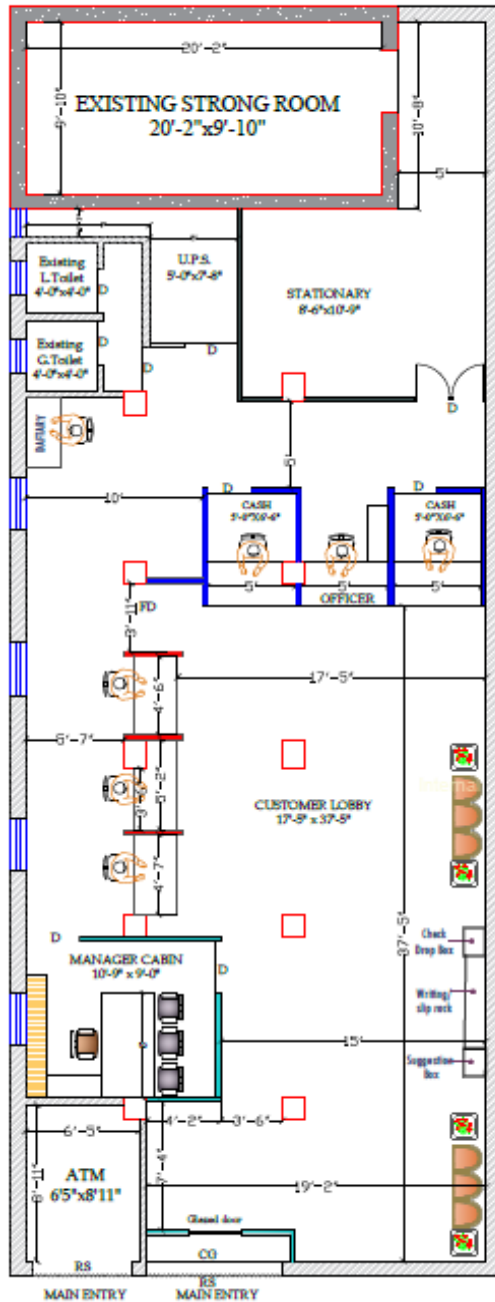 20'-2"
EXISTING STRONG ROOM
20'-2"x9'-10"
9'-10"
10'-8"
5'
U.P.S.
5'-0"x7'-8"
Existing
L.Toilet
4'-0"x4'-0"
D
STATIONARY
8'-6"x10'-9"
Existing
G.Toilet
4'-0"x4'-0"
D
D
D
D
DAFTARY
6'
10'
D
CASH
5'-0"X6'-6"
D
CASH
5'-0"X6'-6"
5'
5'
5'
OFFICER
3'-11"
FD
17'-5"
4'-6"
6'-7"
5'-2"
CUSTOMER LOBBY
17'-5" x 37'-5"
4'-7"
37'-5"
Check
Drop Box
D
MANAGER CABIN
10'-9" x 9'-0"
D
Writing/
slip rack
15'
Suggestion
Box
6'-5"
4'-2"
3'-6"
8'-11"
7'-4"
ATM
6'5"x8'11"
19'-2"
Glazed door
CG
RS
RS
MAIN ENTRY
MAIN ENTRY